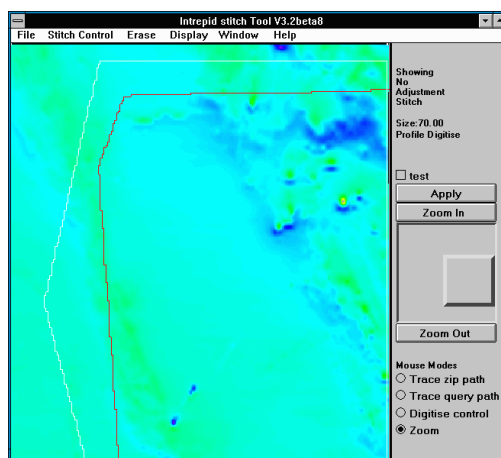 Intrepid stitch Tool V3.2beta8
File Stitch Control Erase Display Window Help
Showing
No
Adjustment
Stitch
Size:70.00
Profile Digitise
test
Apply
Zoom In
Zoom Out
Mouse Modes
Trace zip path
Trace query path
Digitise control
Zoom